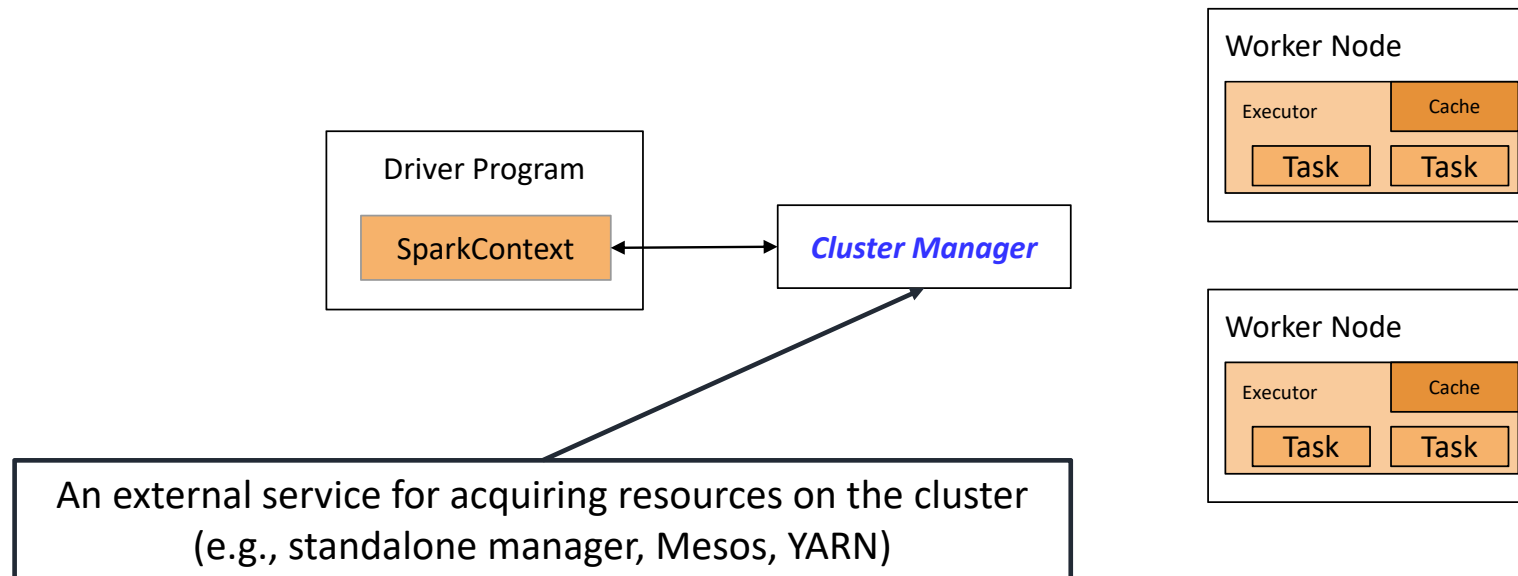 Driver Program
SparkContext
Cluster Manager
An external service for acquiring resources on the cluster
(e.g., standalone manager, Mesos, YARN)
Worker Node
Executor
Cache
Task
Task
Worker Node
Executor
Cache
Task
Task